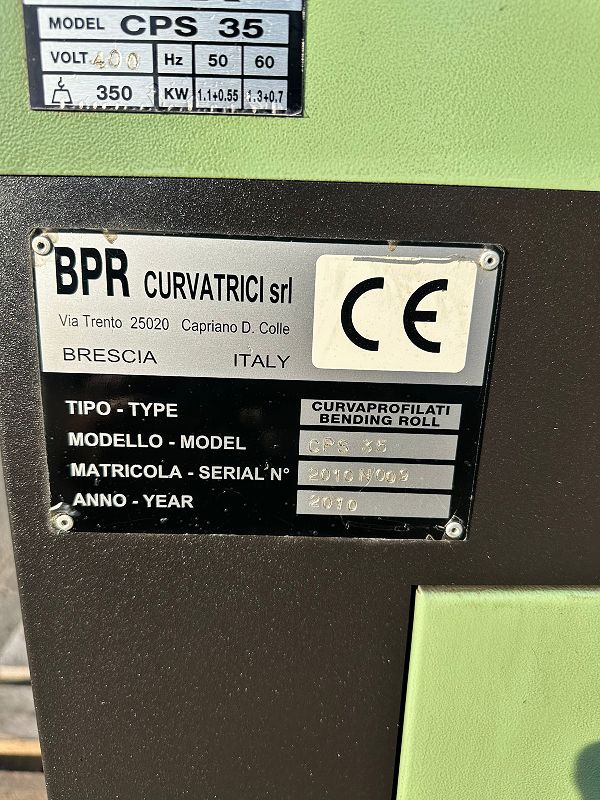 MODEL CPS 35
VOLT 400 Hz 50 60
350 KW 1.1+0.55 1.3+0.7
BPR CURVATRICI srl
Via Trento 25020 Capriano D. Colle
BRESCIA ITALY
CE
TIPO - TYPE CURVAPROFILATI
BENDING ROLL
MODELLO - MODEL CPS 35
MATRICOLA - SERIAL N° 2010N009
ANNO - YEAR 2010